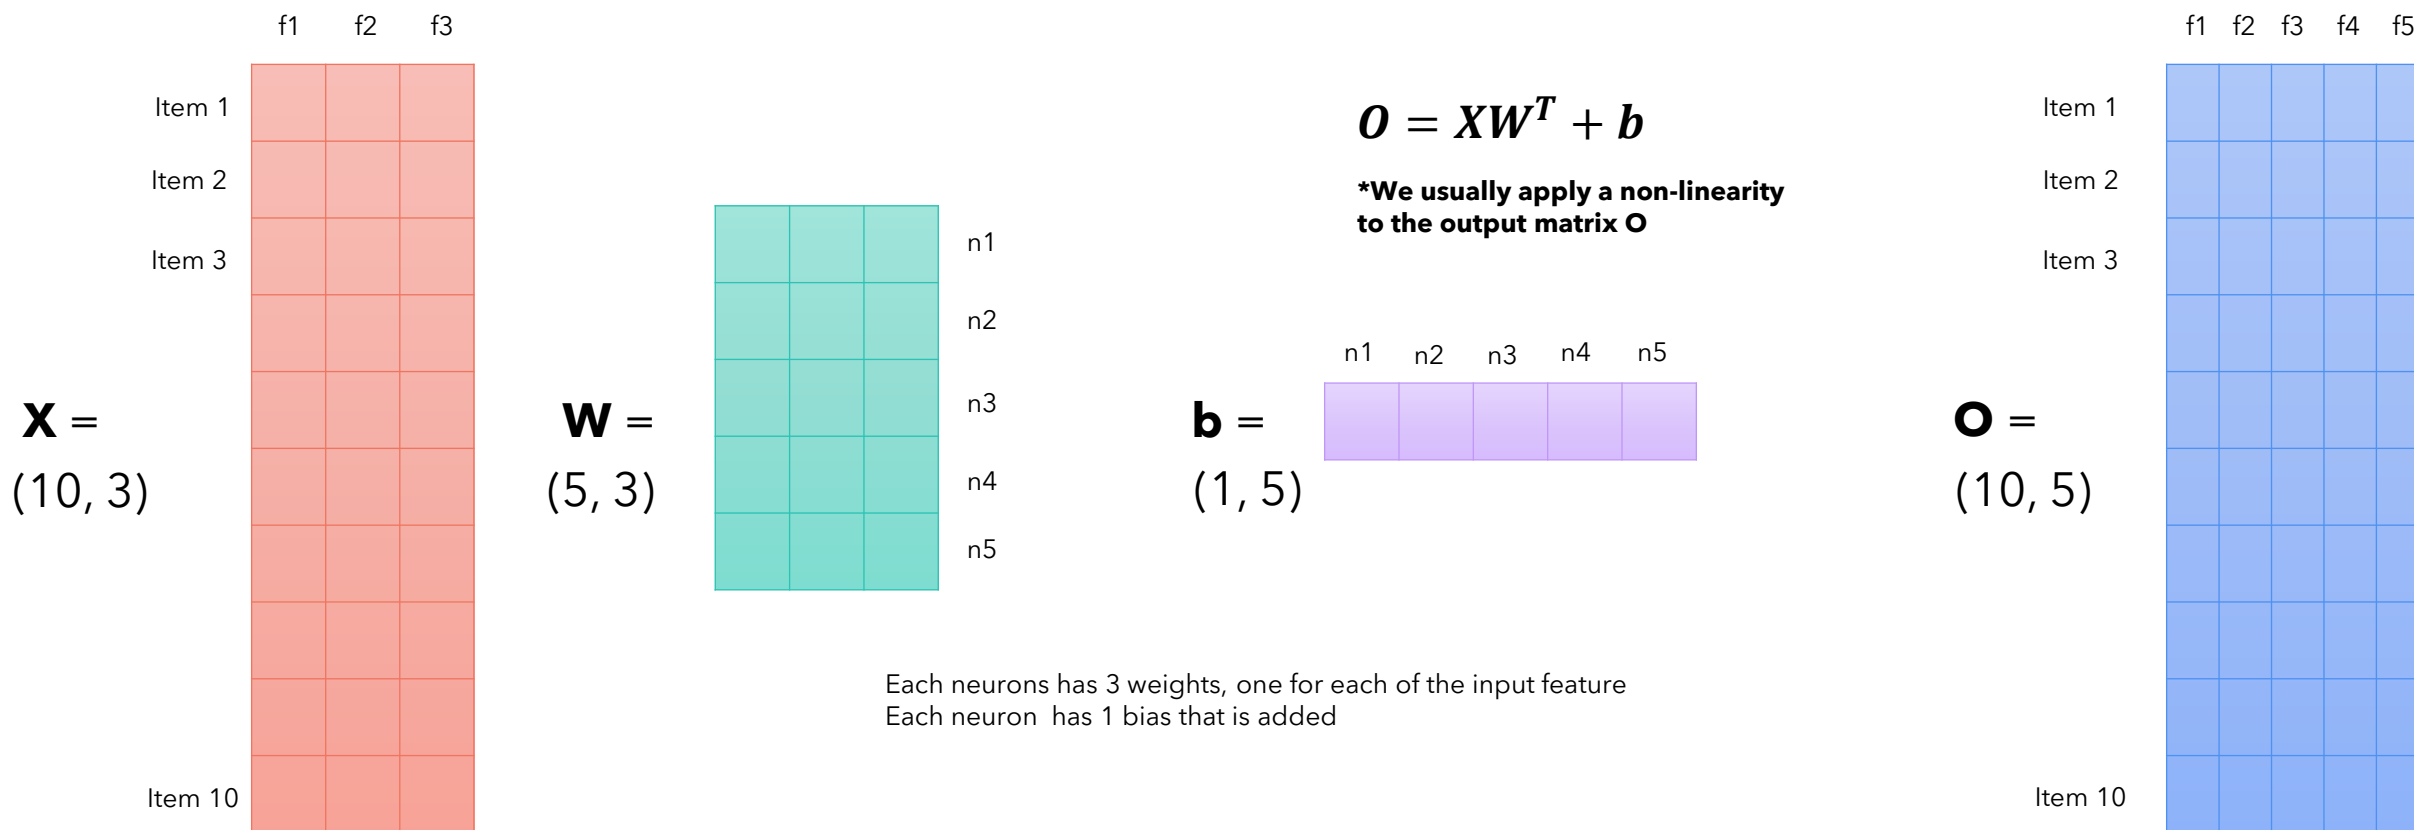 f1 f2 f3
Item 1
Item 2
Item 3
Item 10
X =
(10, 3)
W =
(5, 3)
n1
n2
n3
n4
n5
O = XW^T + b
*We usually apply a non-linearity
to the output matrix O
n1 n2 n3 n4 n5
b =
(1, 5)
Each neurons has 3 weights, one for each of the input feature
Each neuron has 1 bias that is added
O =
(10, 5)
f1 f2 f3 f4 f5
Item 1
Item 2
Item 3
Item 10